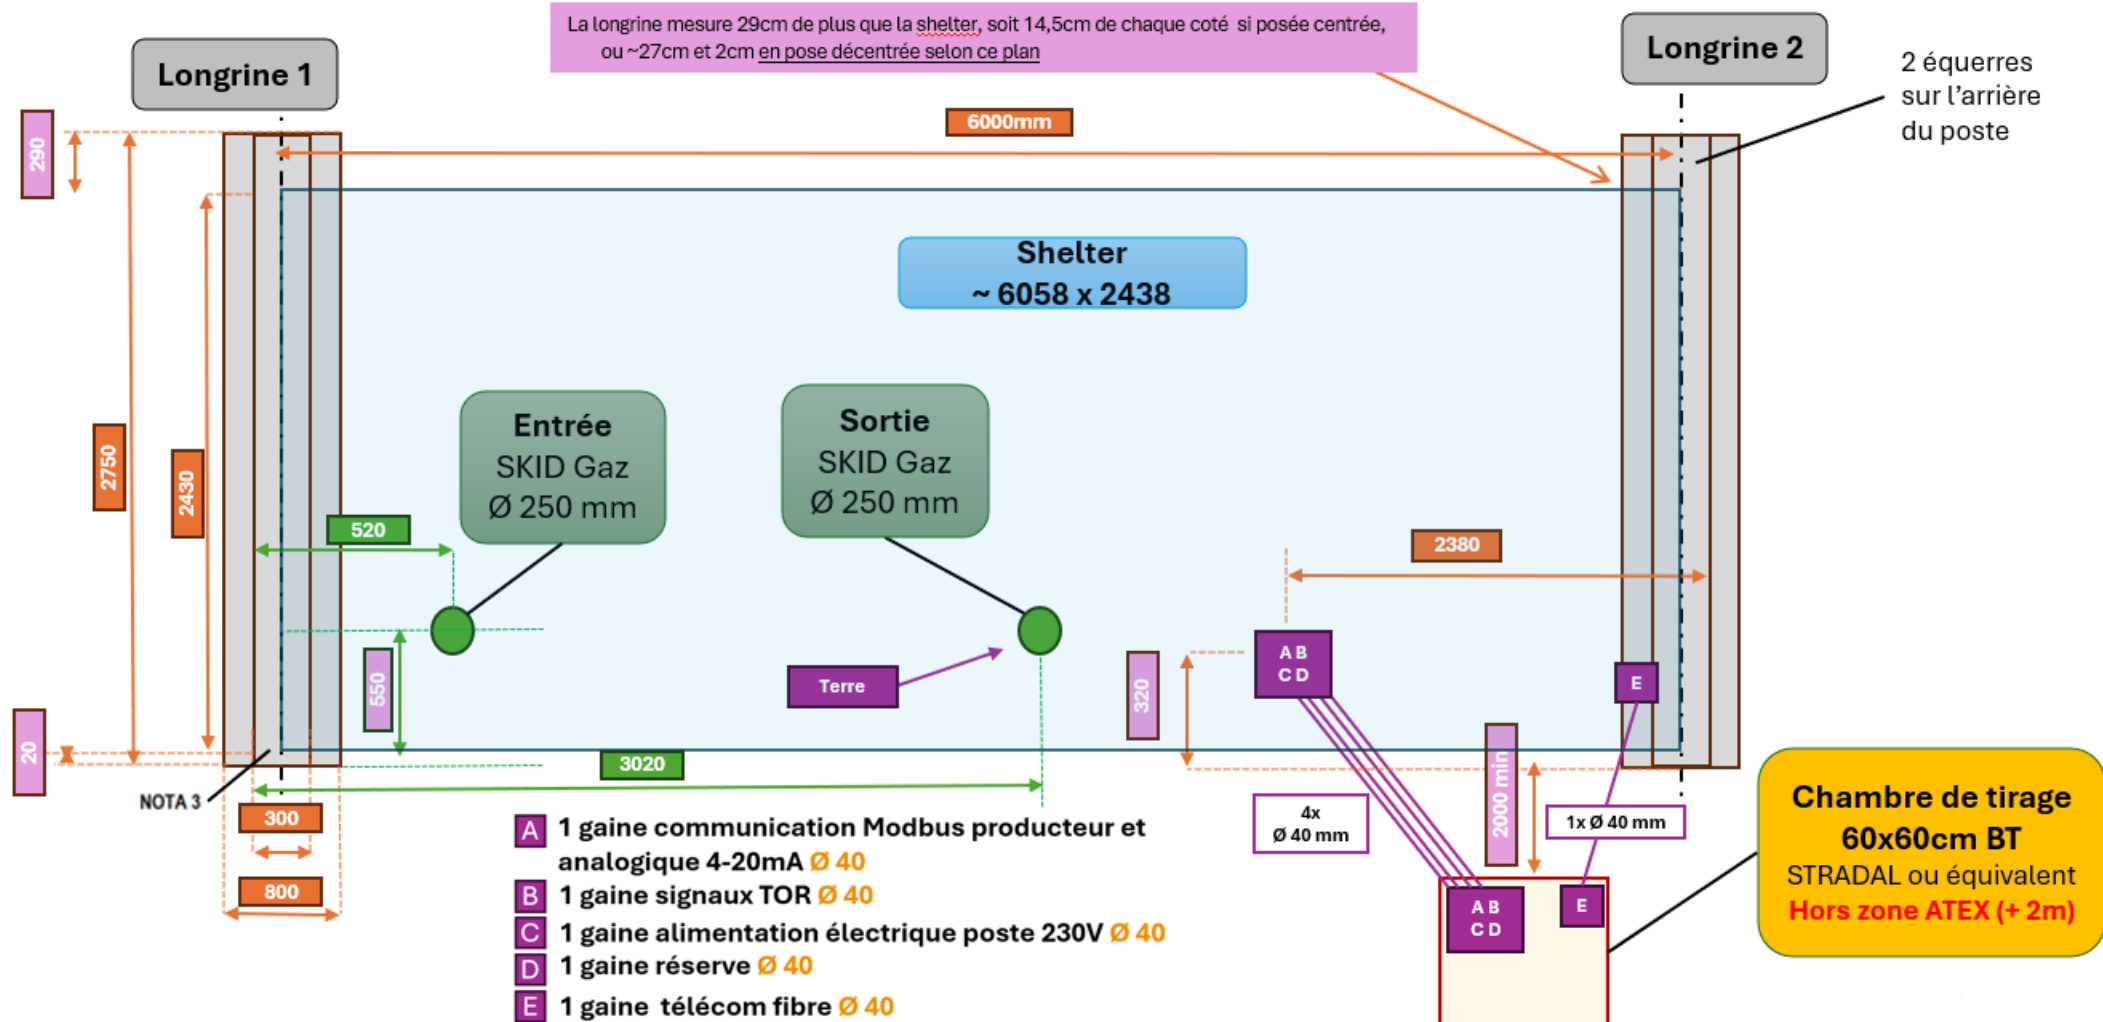 La longrine mesure 29cm de plus que la shelter, soit 14,5cm de chaque coté si posée centrée,
ou ~27cm et 2cm en pose décentrée selon ce plan
Longrine 1
Longrine 2
2 équerres
sur l'arrière
du poste
6000mm
290
Shelter
~ 6058 x 2438
Entrée
SKID Gaz
Ø 250 mm
Sortie
SKID Gaz
Ø 250 mm
2750
2430
520
2380
550
Terre
320
A B
C D
E
20
3020
NOTA 3
300
800
2000 min
4x
Ø 40 mm
1x Ø 40 mm
A 1 gaine communication Modbus producteur et
analogique 4-20mA Ø 40
B 1 gaine signaux TOR Ø 40
C 1 gaine alimentation électrique poste 230V Ø 40
D 1 gaine réserve Ø 40
E 1 gaine télécom fibre Ø 40
A B
C D
E
Chambre de tirage
60x60cm BT
STRADAL ou équivalent
Hors zone ATEX (+ 2m)